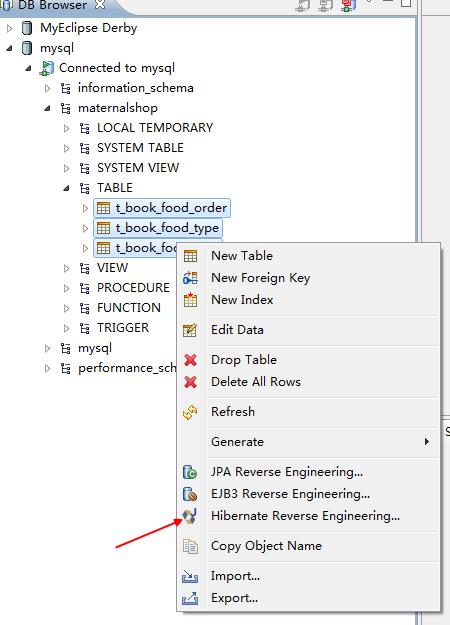 DB Browser
MyEclipse Derby
mysql
Connected to mysql
information_schema
maternalshop
LOCAL TEMPORARY
SYSTEM TABLE
SYSTEM VIEW
TABLE
t_book_food_order
t_book_food_type
VIEW
PROCEDURE
FUNCTION
TRIGGER
mysql
New Table
New Foreign Key
New Index
Edit Data
Drop Table
Delete All Rows
Refresh
Generate
JPA Reverse Engineering...
EJB3 Reverse Engineering...
Hibernate Reverse Engineering...
Copy Object Name
Import...
Export...